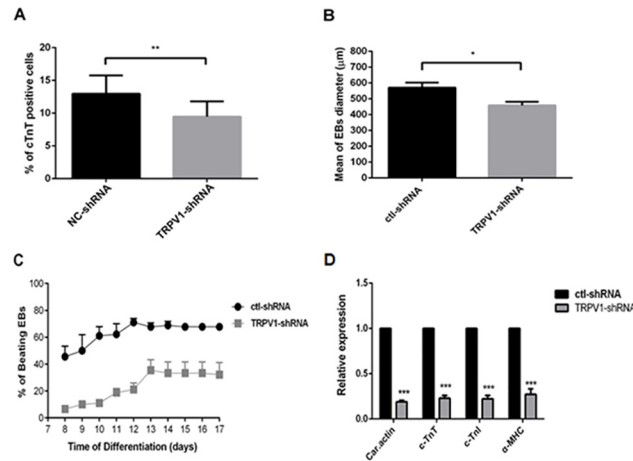 A
% of cTnT positive cells
20
15
10
5
0
**
NC-shRNA
TRPV1-shRNA
B
Mean of EBs diameter (μm)
800
700
600
500
400
300
200
100
0
*
ctl-shRNA
TRPV1-shRNA
C
% of Beating EBs
100
80
60
40
20
0
7 8 9 10 11 12 13 14 15 16 17
Time of Differentiation (days)
ctl-shRNA
TRPV1-shRNA
D
Relative expression
1.5
1.0
0.5
0.0
*** *** *** ***
Car.actin
c-TnT
c-TnI
α-MHC
ctl-shRNA
TRPV1-shRNA